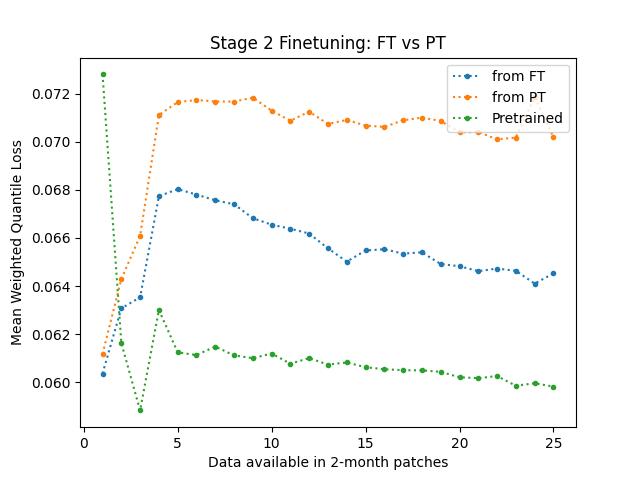 Stage 2 Finetuning: FT vs PT
from FT
from PT
Pretrained
0.072
0.070
0.068
0.066
0.064
0.062
0.060
Mean Weighted Quantile Loss
0 5 10 15 20 25
Data available in 2-month patches